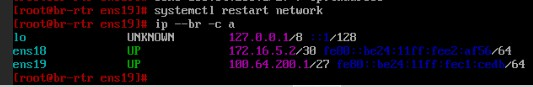 [root@br-rtr ens19]# systemctl restart network
[root@br-rtr ens19]# ip --br -c a
lo UNKNOWN 127.0.0.1/8 ::1/128
ens18 UP 172.16.5.2/30 fe80::be24:11ff:fee2:af56/64
ens19 UP 100.64.200.1/27 fe80::be24:11ff:fec1:cedb/64
[root@br-rtr ens19]#